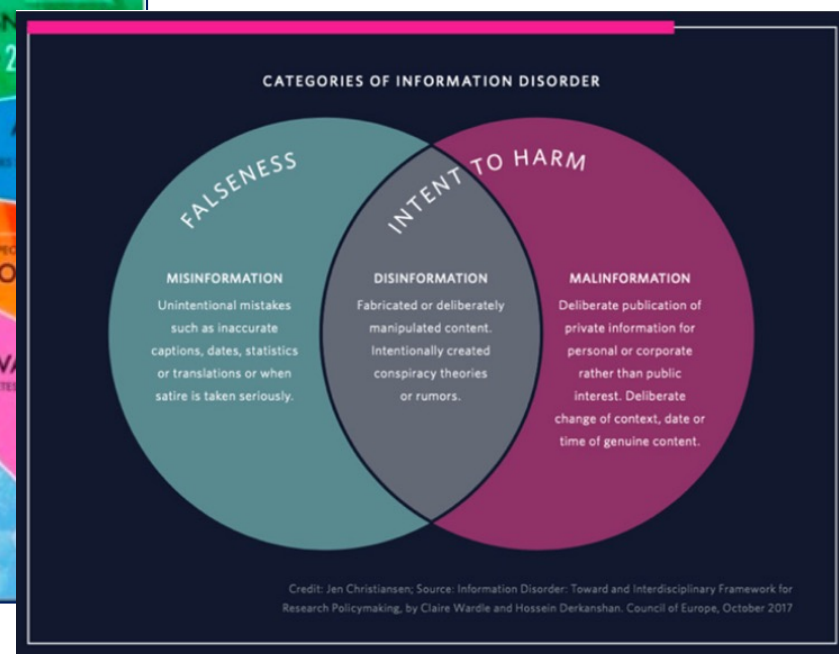 CATEGORIES OF INFORMATION DISORDER
FALSENESS
INTENT TO HARM
MISINFORMATION
Unintentional mistakes
such as inaccurate
captions, dates, statistics
or translations or when
satire is taken seriously.
DISINFORMATION
Fabricated or deliberately
manipulated content.
Intentionally created
conspiracy theories
or rumors.
MALINFORMATION
Deliberate publication of
private information for
personal or corporate
rather than public
interest. Deliberate
change of context, date or
time of genuine content.
Credit: Jen Christiansen; Source: Information Disorder: Toward and Interdisciplinary Framework for
Research Policymaking, by Claire Wardle and Hossein Derkanshan. Council of Europe, October 2017